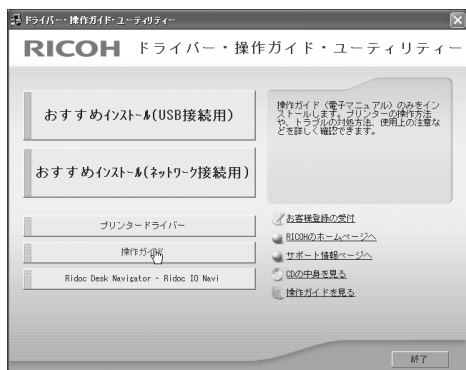 ドライバー・操作ガイド・ユーティリティー
RICOH ドライバー・操作ガイド・ユーティリティー
おすすめインストール(USB接続用)
おすすめインストール(ネットワーク接続用)
プリンタードライバー
操作ガイド
Ridoc Desk Navigator - Ridoc IO Navi
操作ガイド（電子マニュアル）のみをイン
ストールします。プリンターの操作方法
や、トラブルの対処方法、使用上の注意な
どを詳しく確認できます。
お客様登録の受付
RICOHのホームページへ
サポート情報ページへ
CDの中身を見る
操作ガイドを見る
終了